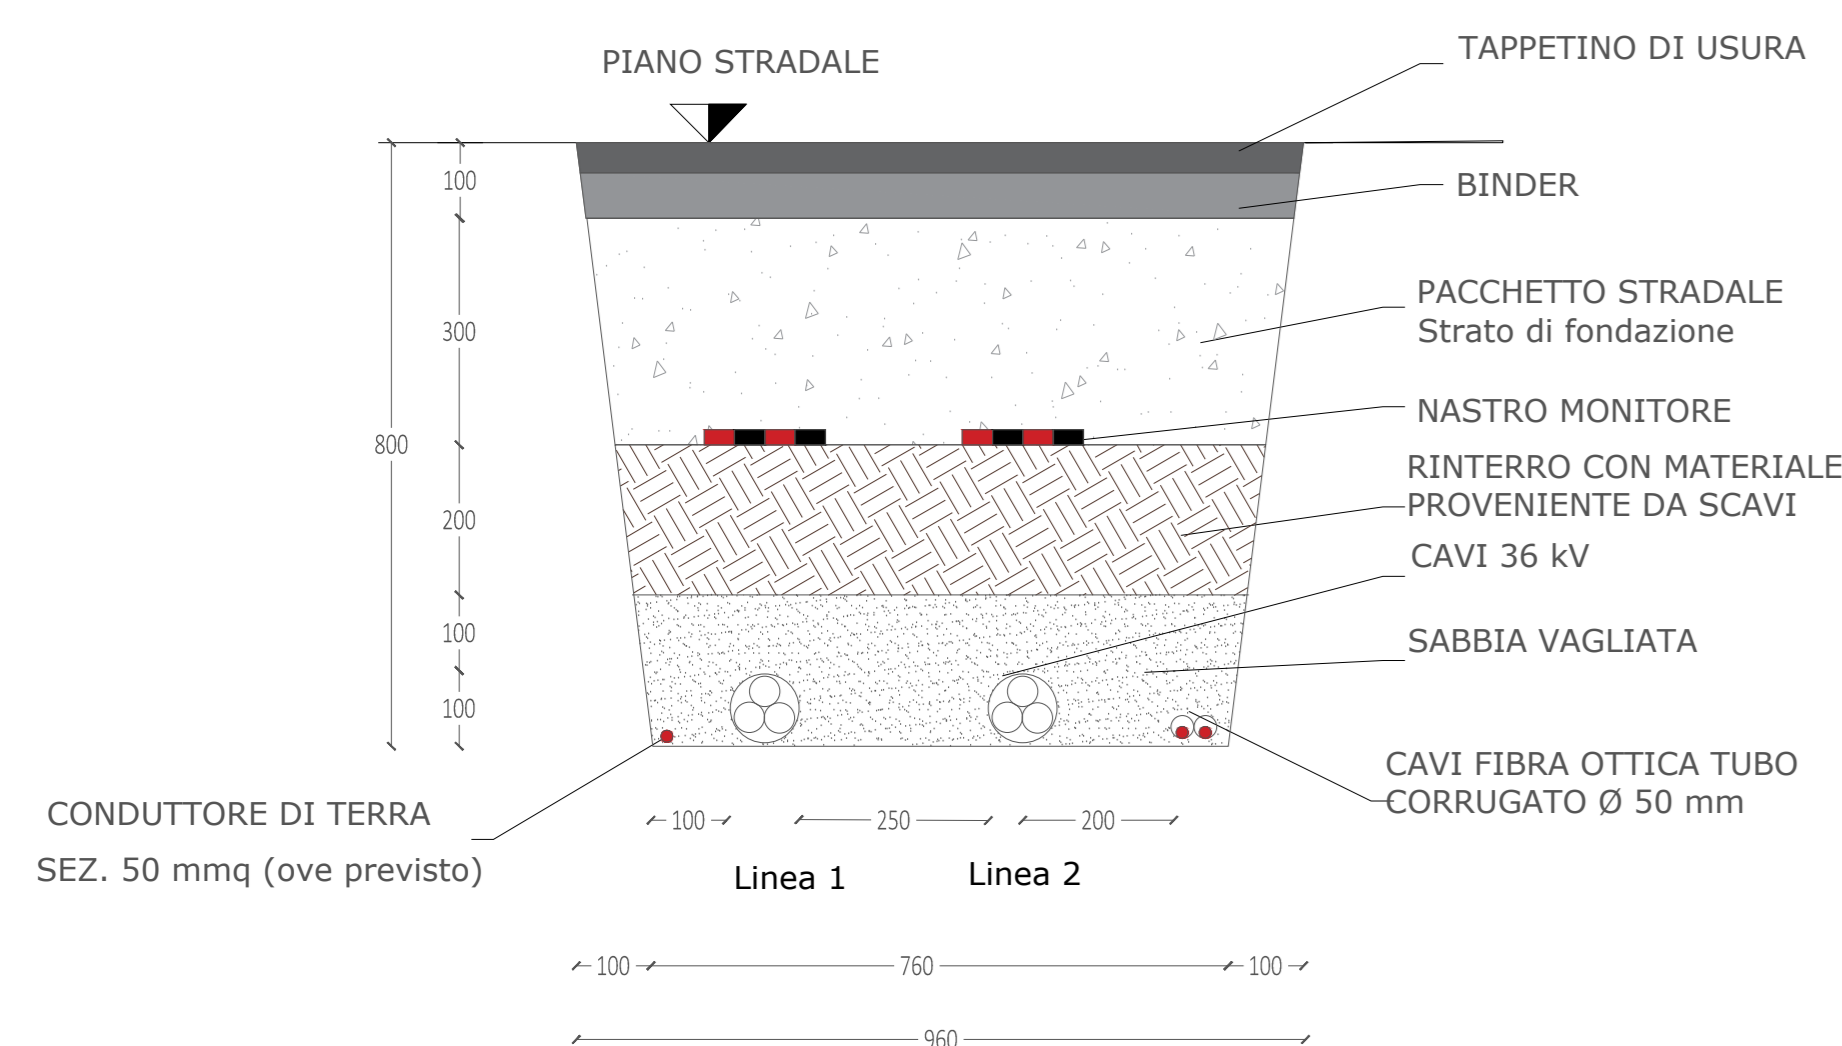 TAPPETINO DI USURA
PIANO STRADALE
100
BINDER
PACCHETTO STRADALE
Strato di fondazione
300
NASTRO MONITORE
800
RINTERRO CON MATERIALE
PROVENIENTE DA SCAVI
200
CAVI 36 kV
100
SABBIA VAGLIATA
100
CAVI FIBRA OTTICA TUBO
CORRUGATO Ø 50 mm
CONDUTTORE DI TERRA
SEZ. 50 mmq (ove previsto)
100 250 200
Linea 1 Linea 2
100 760 100
960